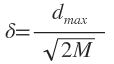 δ = d_max / √(2M)